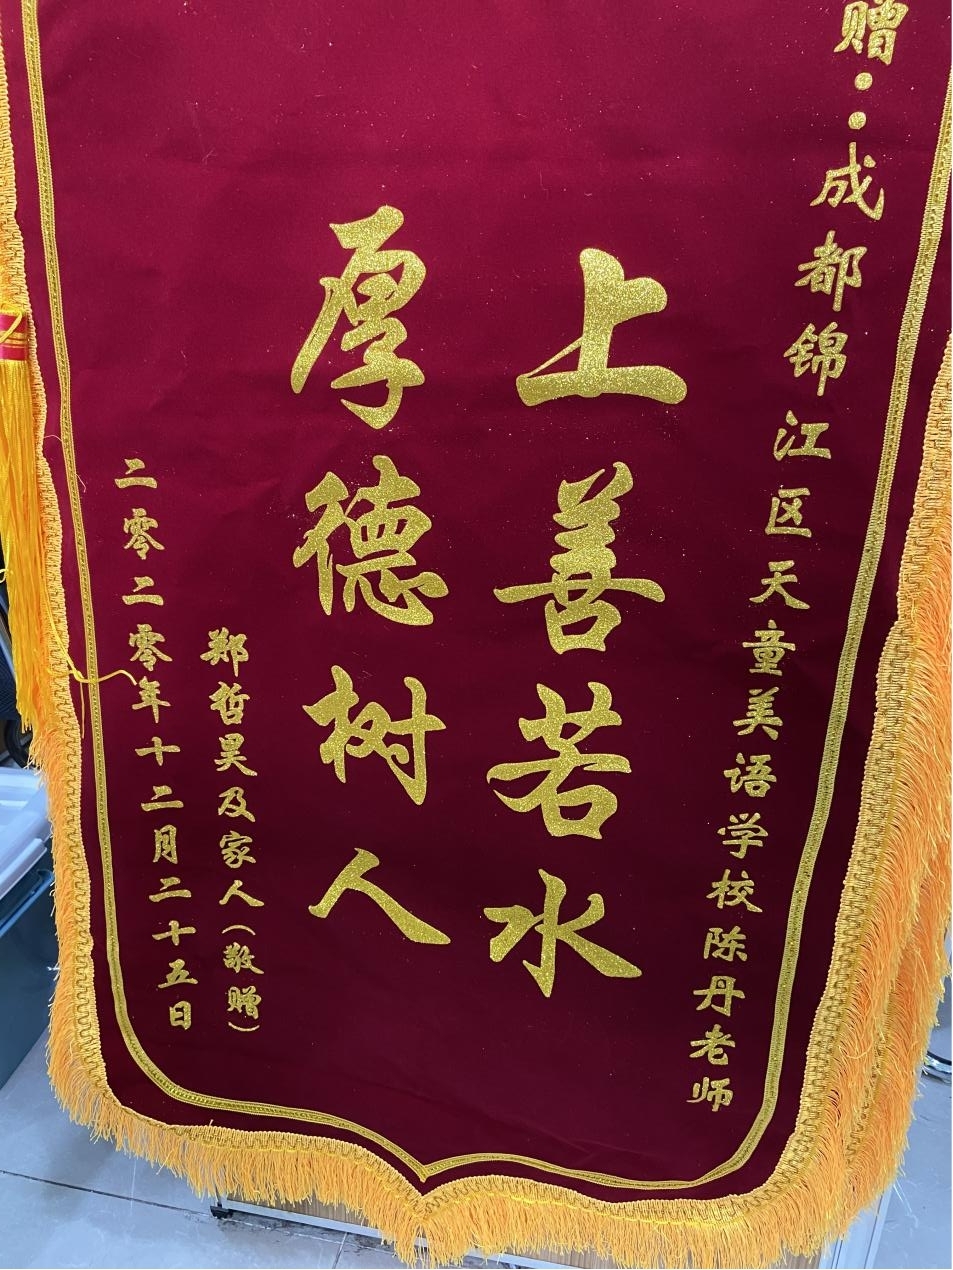 赠：成都锦江区天童美语学校陈丹老师
上善若水
厚德树人
郑哲昊及家人（敬赠）
二零二零年十二月二十五日